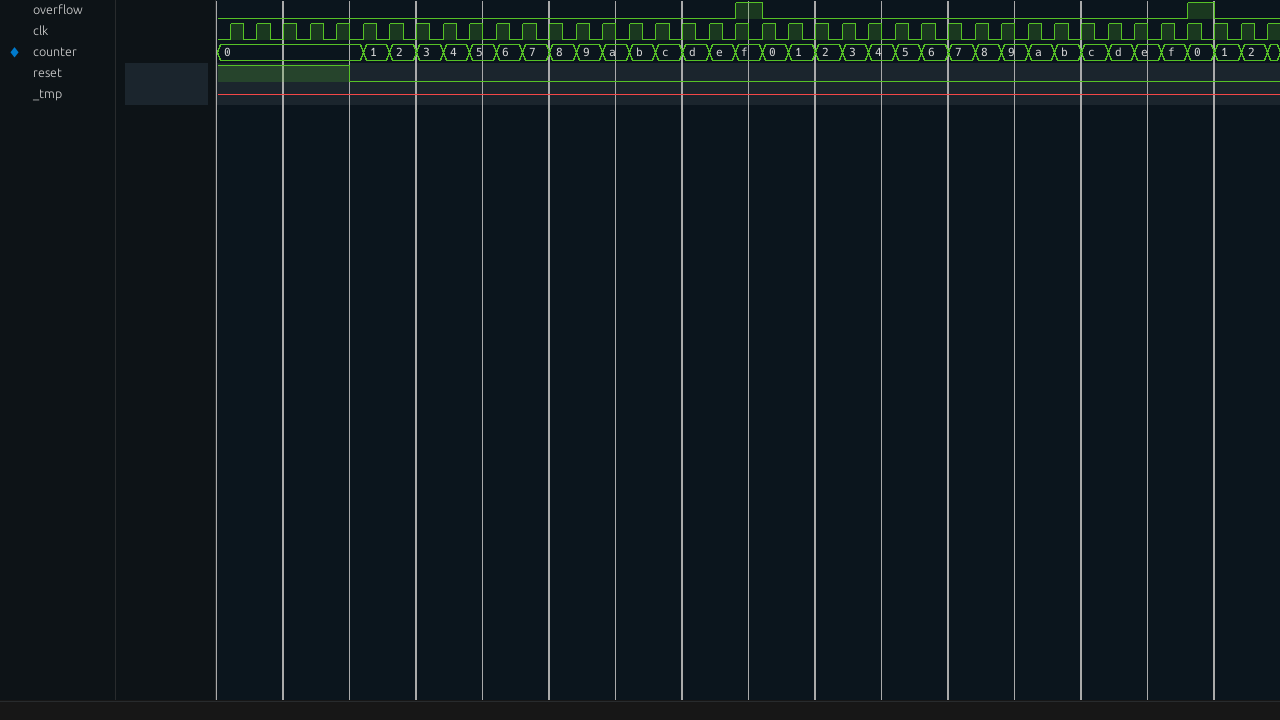 overflow
clk
counter 0 1 2 3 4 5 6 7 8 9 a b c d e f 0 1 2 3 4 5 6 7 8 9 a b c d e f 0 1 2
reset
_tmp